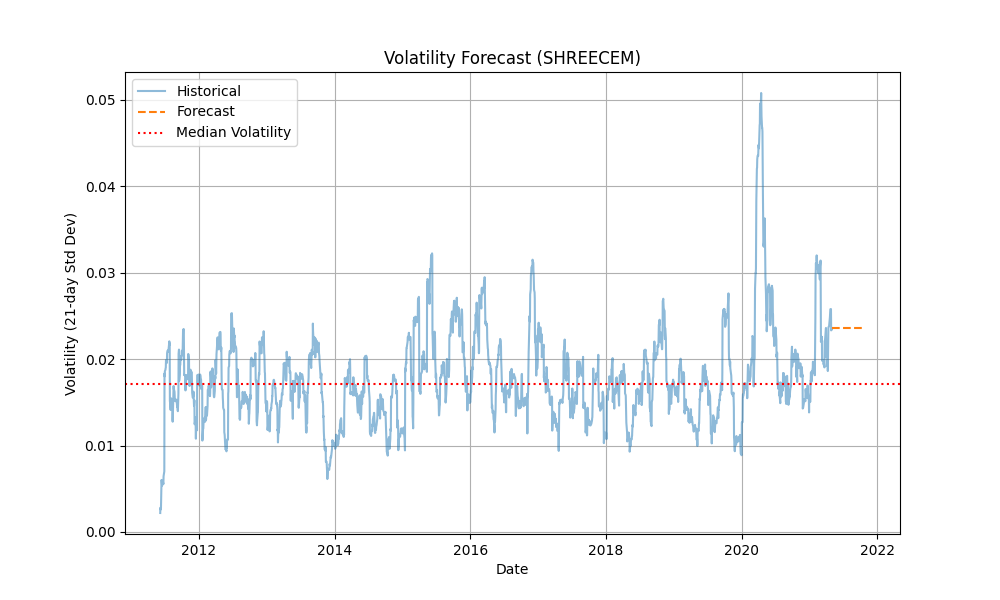 Volatility Forecast (SHREECEM)
Historical
Forecast
Median Volatility
Volatility (21-day Std Dev)
0.05
0.04
0.03
0.02
0.01
0.00
2012 2014 2016 2018 2020 2022
Date